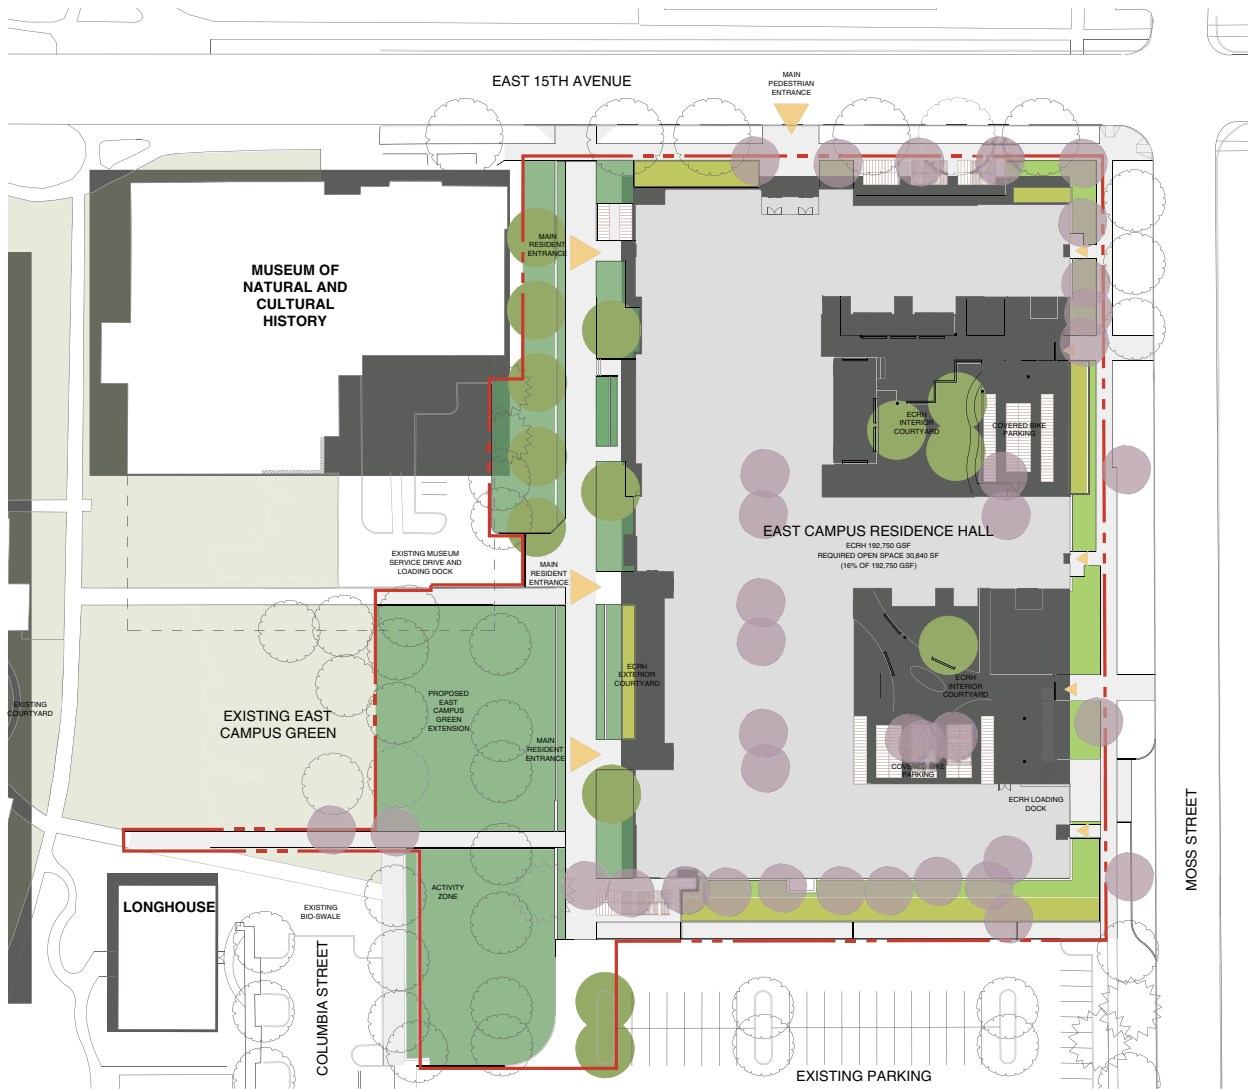 EAST 15TH AVENUE
MAIN
PEDESTRIAN
ENTRANCE
MUSEUM OF
NATURAL AND
CULTURAL
HISTORY
MAIN
RESIDENT
ENTRANCE
ECRH
INTERIOR
COURTYARD
COVERED BIKE
PARKING
EAST CAMPUS RESIDENCE HALL
ECRH 192,750 GSF
REQUIRED OPEN SPACE 30,840 SF
(16% OF 192,750 GSF)
EXISTING MUSEUM
SERVICE DRIVE AND
LOADING DOCK
MAIN
RESIDENT
ENTRANCE
ECRH
EXTERIOR
COURTYARD
ECRH
INTERIOR
COURTYARD
EXISTING
COURTYARD
EXISTING EAST
CAMPUS GREEN
PROPOSED
EAST
CAMPUS
GREEN
EXTENSION
MAIN
RESIDENT
ENTRANCE
COVERED BIKE
PARKING
ECRH LOADING
DOCK
MOSS STREET
LONGHOUSE
EXISTING
BIO-SWALE
ACTIVITY
ZONE
COLUMBIA STREET
EXISTING PARKING